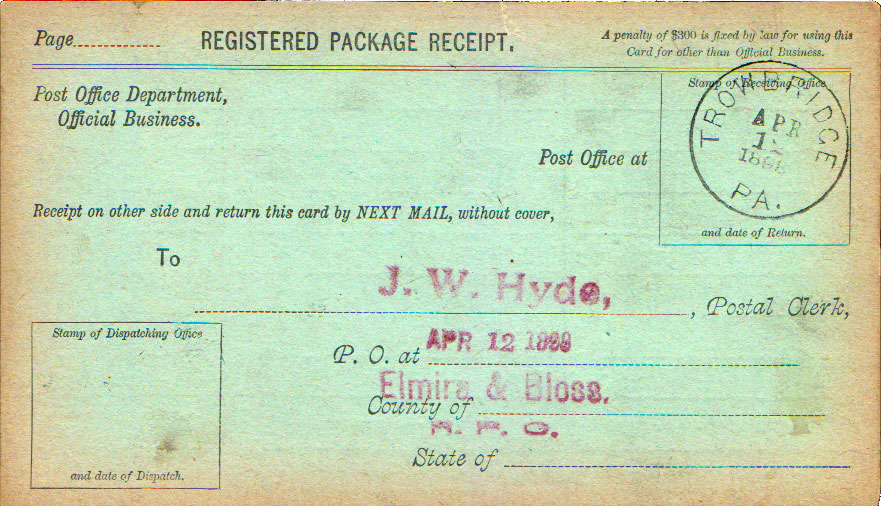 Page
REGISTERED PACKAGE RECEIPT.
A penalty of $300 is fixed by law for using this
Card for other than Official Business.
Post Office Department,
Official Business.
Stamp of Receiving Office
TROWBRIDGE
APR
1898
PA.
and date of Return.
Post Office at
Receipt on other side and return this card by NEXT MAIL, without cover,
To
J. W. Hyde,
, Postal Clerk,
Stamp of Dispatching Office
and date of Dispatch.
P. O. at
APR 12 1898
Elmira & Bloss.
County of
R. P. O.
State of